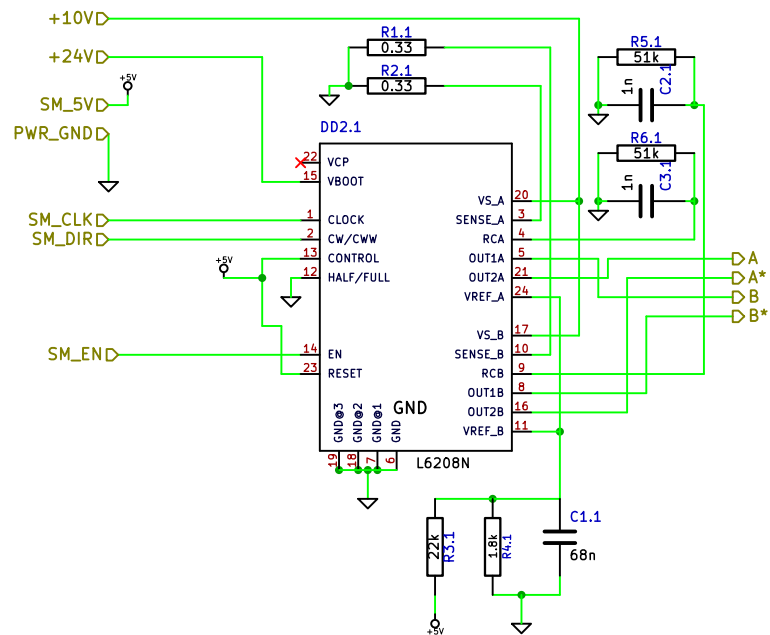 +10V
+24V
+5V
SM_5V
PWR_GND
SM_CLK
SM_DIR
+5V
SM_EN
R1.1
0.33
R2.1
0.33
R5.1
51k
1n
C2.1
R6.1
51k
1n
C3.1
DD2.1
22 VCP
15 VBOOT
1 CLOCK
2 CW/CWW
13 CONTROL
12 HALF/FULL
14 EN
23 RESET
VS_A 20
SENSE_A 3
RCA 4
OUT1A 5
OUT2A 21
VREF_A 24
VS_B 17
SENSE_B 10
RCB 9
OUT1B 8
OUT2B 16
VREF_B 11
GND
GND@3
GND@2
GND@1
GND
19
18
7
6
L6208N
A
A*
B
B*
22k
R3.1
1.8k
R4.1
C1.1
68n
+5V